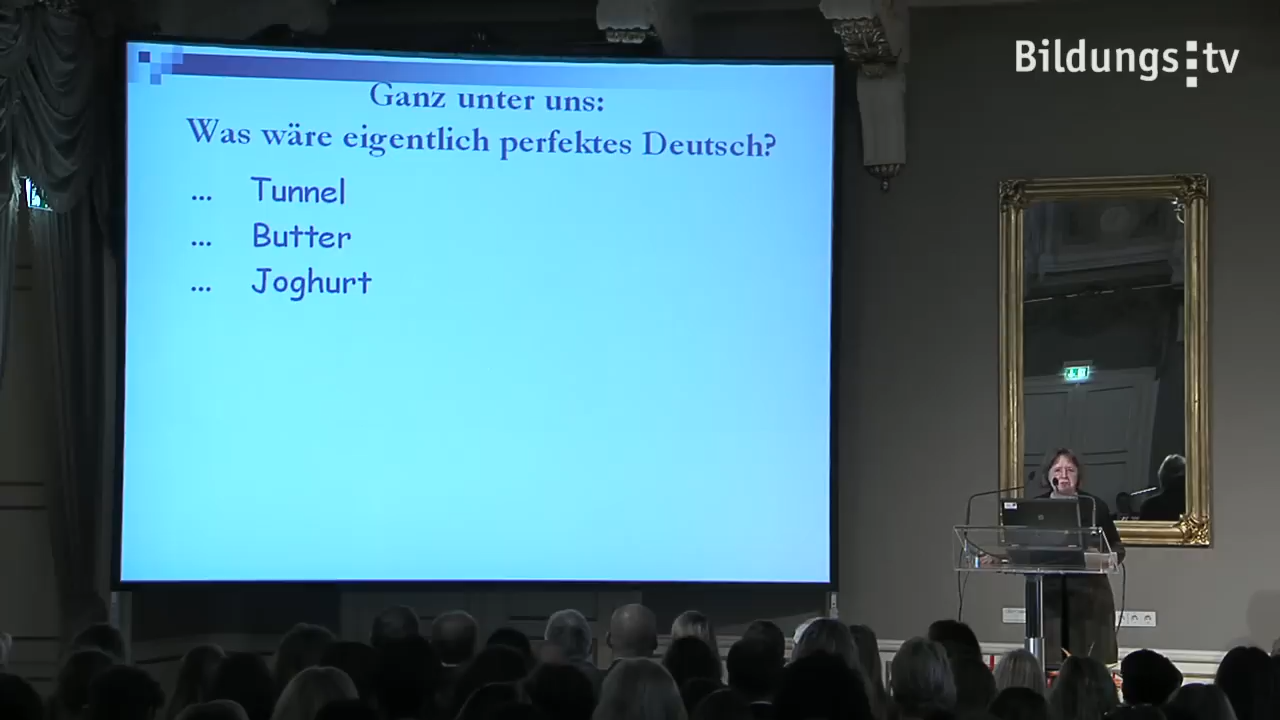 Bildungs:tv
Ganz unter uns:
Was wäre eigentlich perfektes Deutsch?
... Tunnel
... Butter
... Joghurt